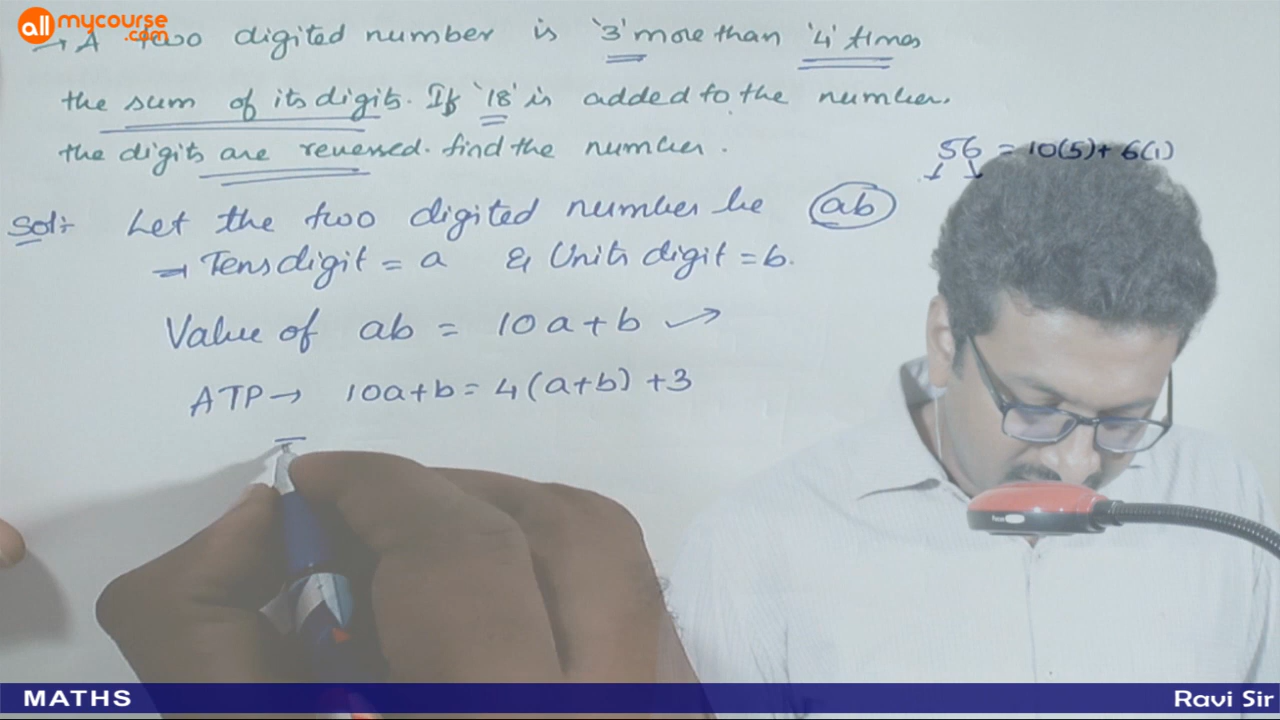 all mycourse .com
→ A two digited number is '3' more than '4' times
the sum of its digits. If '18' is added to the number.
the digits are reversed. find the number.
56 = 10(5) + 6(1)
Sol:- Let the two digited number be ab
→ Tens digit = a & Units digit = b.
Value of ab = 10a+b
ATP → 10a+b = 4(a+b) +3
MATHS
Ravi Sir